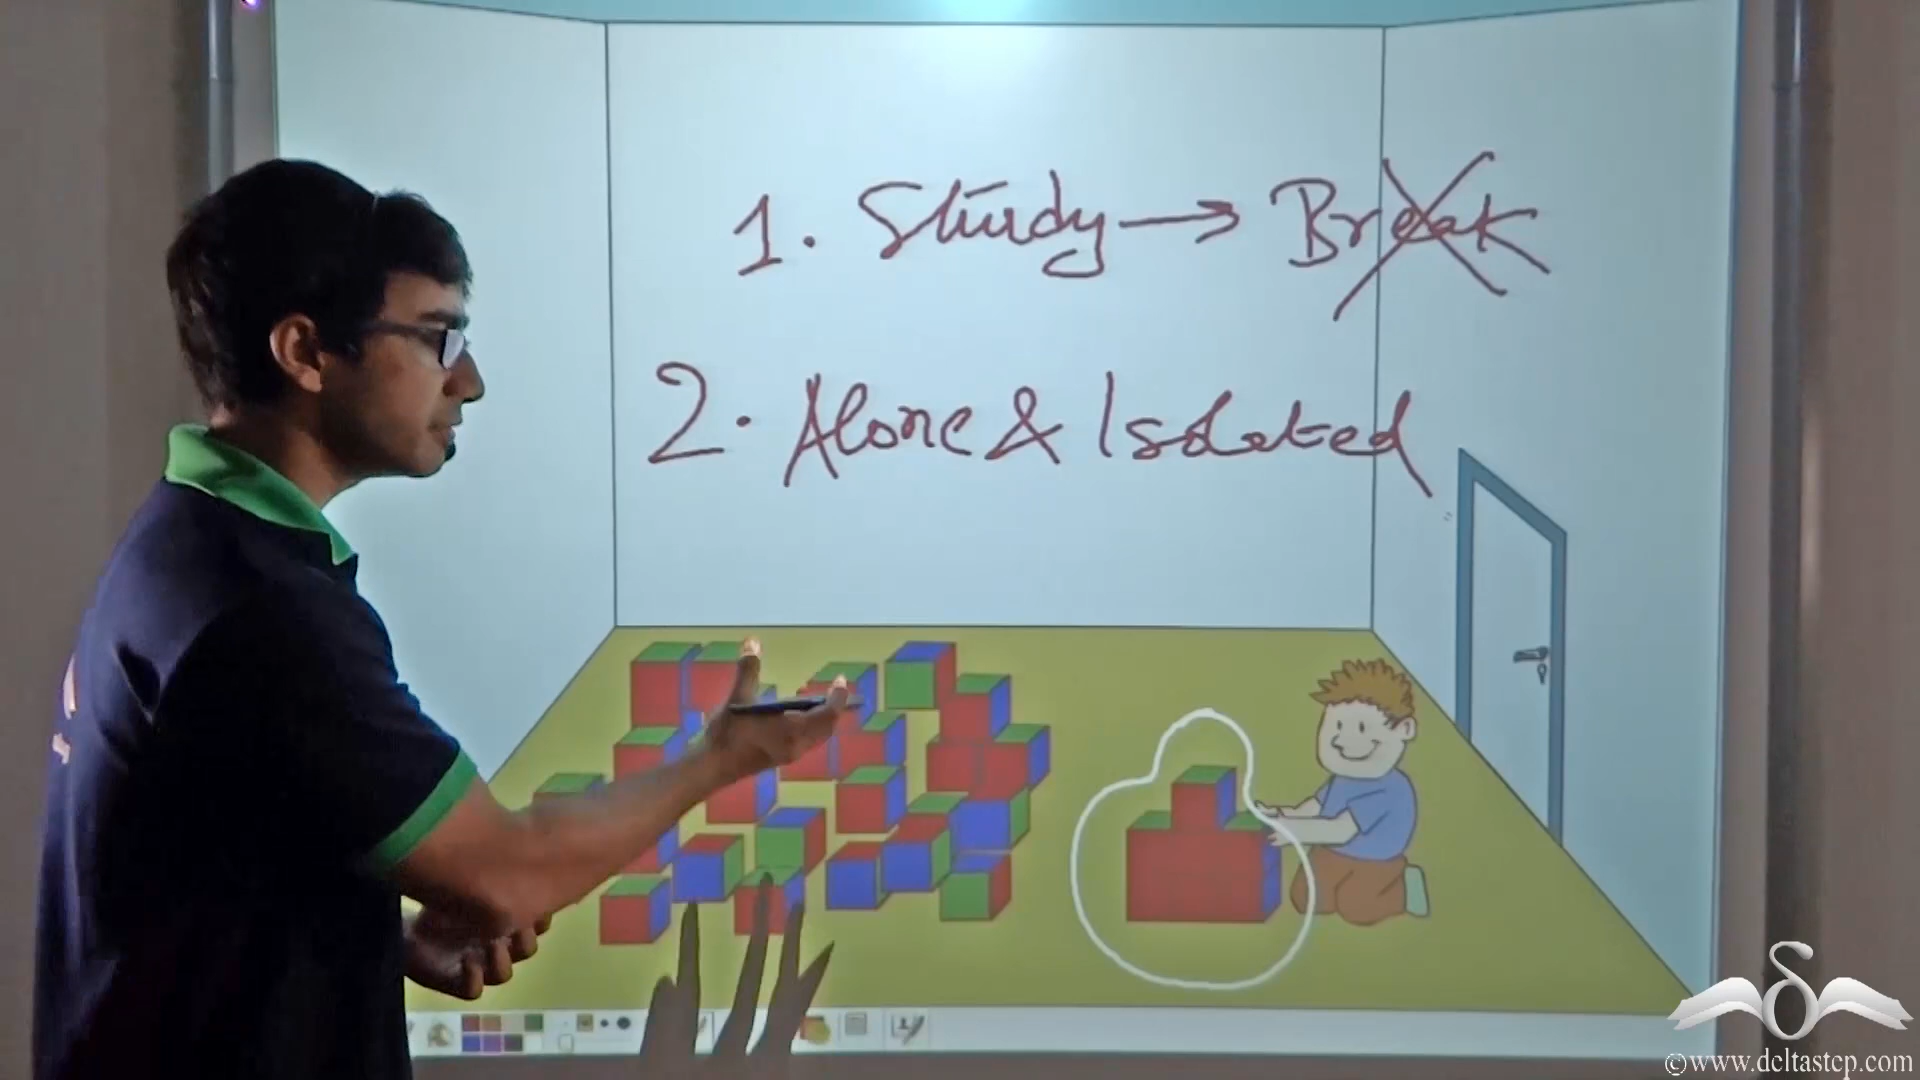 1. Study → Break
2. Alone & Isolated
©www.deltastep.com